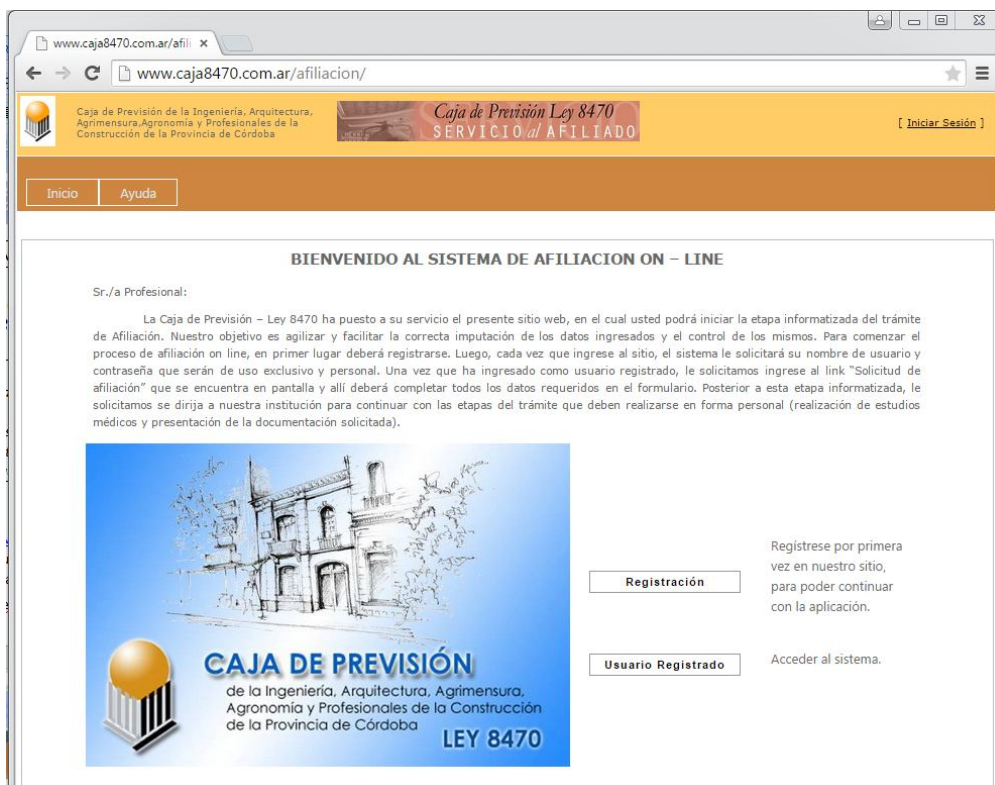 www.caja8470.com.ar/afili
www.caja8470.com.ar/afiliacion/
Caja de Previsión de la Ingeniería, Arquitectura,
Agrimensura,Agronomía y Profesionales de la
Construcción de la Provincia de Córdoba
Caja de Previsión Ley 8470
SERVICIO al AFILIADO
[ Iniciar Sesión ]
Inicio
Ayuda
BIENVENIDO AL SISTEMA DE AFILIACION ON – LINE
Sr./a Profesional:
La Caja de Previsión – Ley 8470 ha puesto a su servicio el presente sitio web, en el cual usted podrá iniciar la etapa informatizada del trámite
de Afiliación. Nuestro objetivo es agilizar y facilitar la correcta imputación de los datos ingresados y el control de los mismos. Para comenzar el
proceso de afiliación on line, en primer lugar deberá registrarse. Luego, cada vez que ingrese al sitio, el sistema le solicitará su nombre de usuario y
contraseña que serán de uso exclusivo y personal. Una vez que ha ingresado como usuario registrado, le solicitamos ingrese al link "Solicitud de
afiliación" que se encuentra en pantalla y allí deberá completar todos los datos requeridos en el formulario. Posterior a esta etapa informatizada, le
solicitamos se dirija a nuestra institución para continuar con las etapas del trámite que deben realizarse en forma personal (realización de estudios
médicos y presentación de la documentación solicitada).
CAJA DE PREVISIÓN
de la Ingeniería, Arquitectura, Agrimensura,
Agronomía y Profesionales de la Construcción
de la Provincia de Córdoba
LEY 8470
Registración
Regístrese por primera
vez en nuestro sitio,
para poder continuar
con la aplicación.
Usuario Registrado
Acceder al sistema.